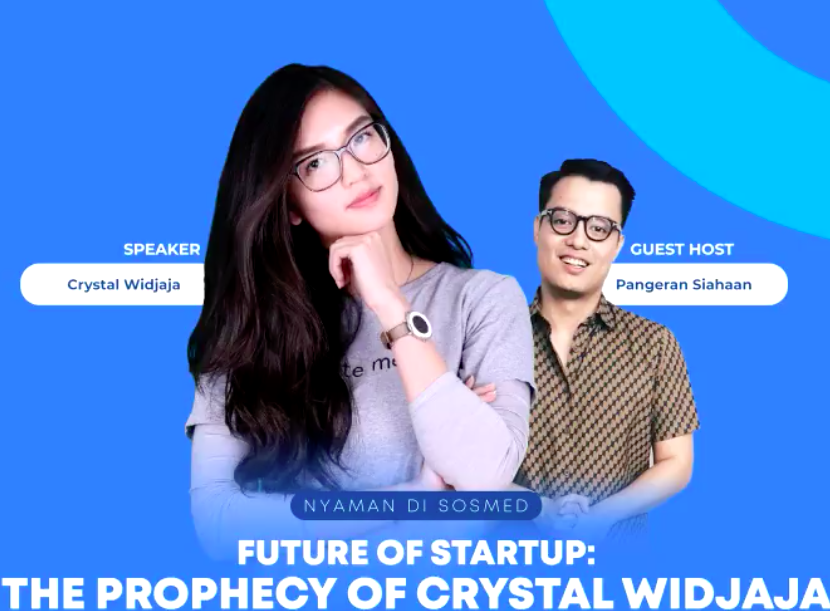 SPEAKER
Crystal Widjaja
GUEST HOST
Pangeran Siahaan
NYAMAN DI SOSMED
FUTURE OF STARTUP:
THE PROPHECY OF CRYSTAL WIDJAJA